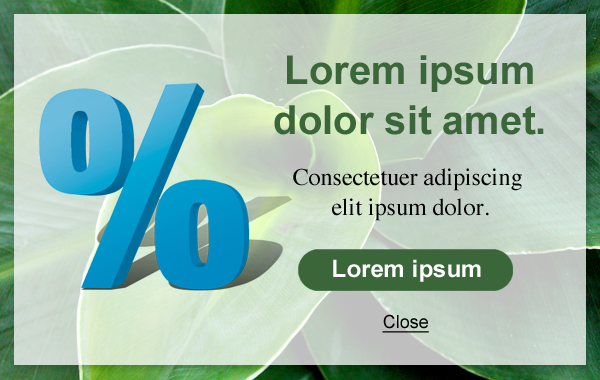 %
Lorem ipsum
dolor sit amet.
Consectetuer adipiscing
elit ipsum dolor.
Lorem ipsum
Close